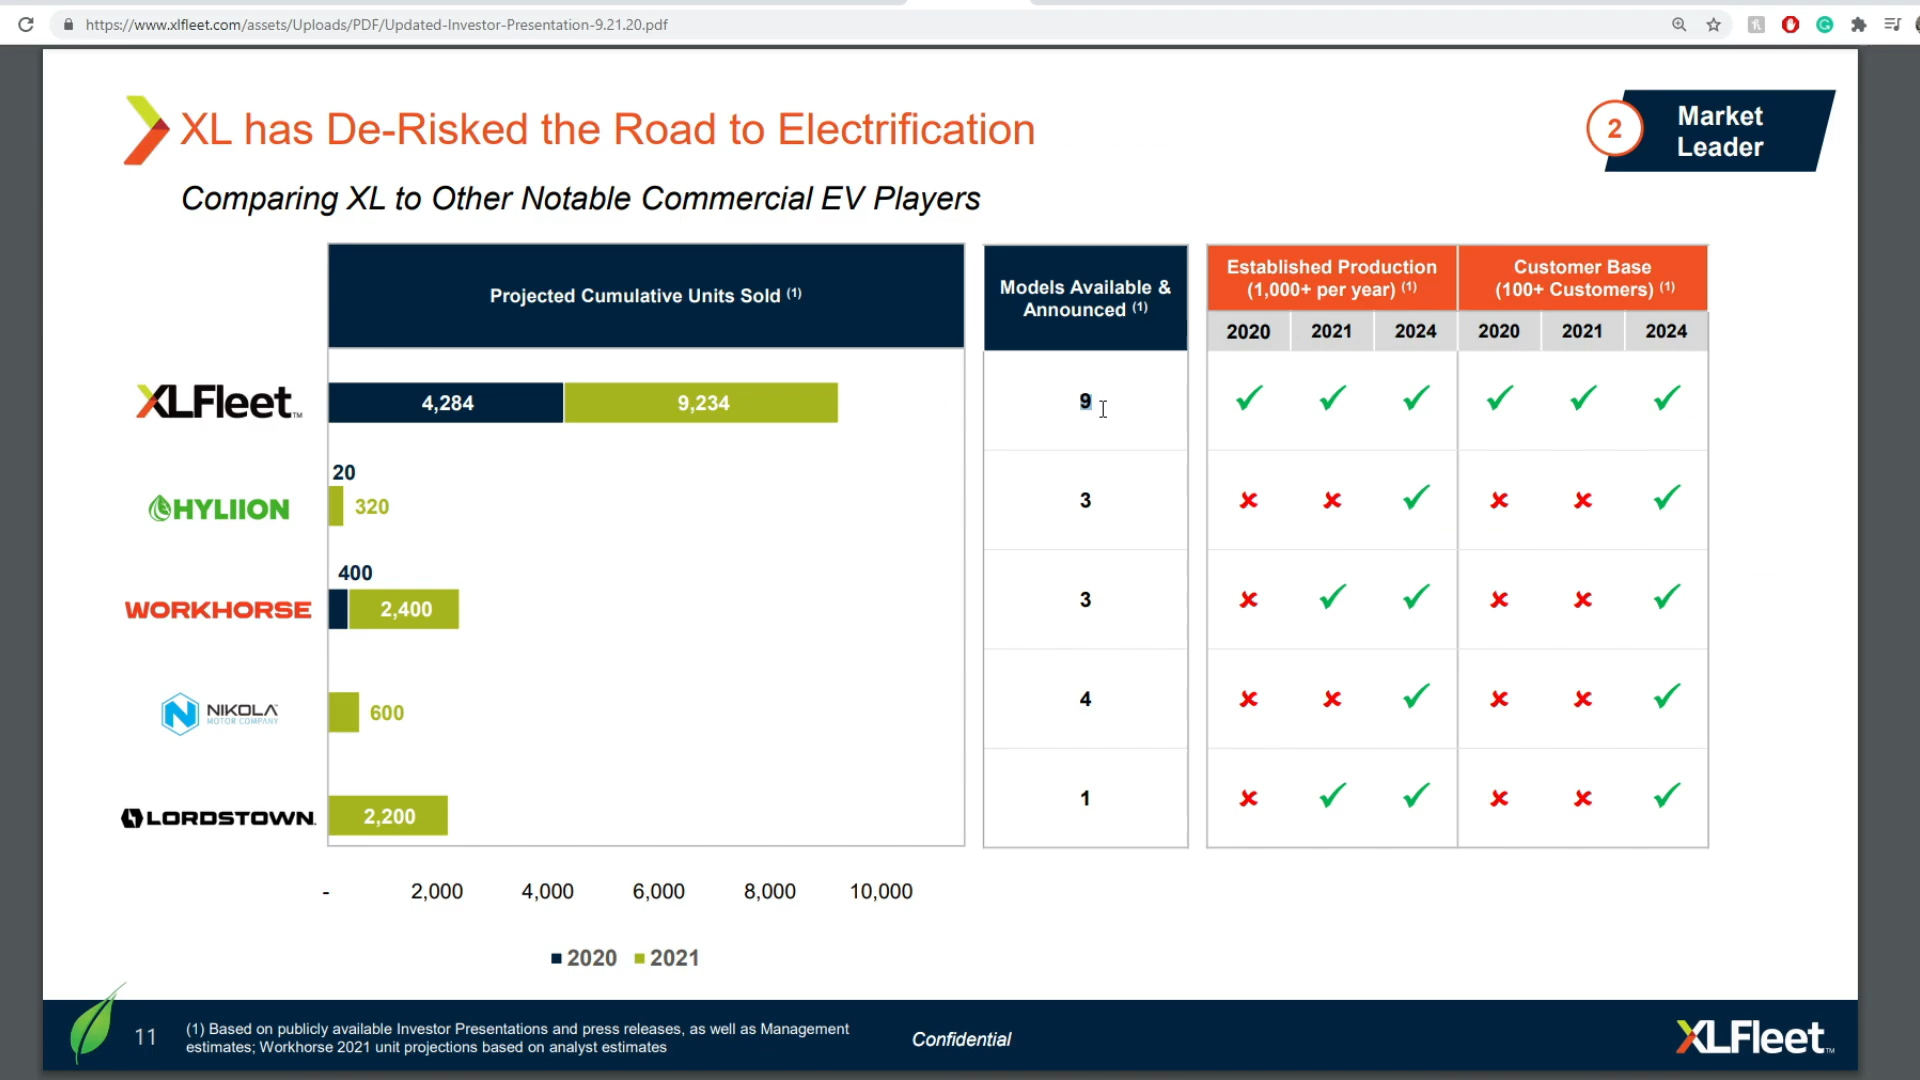 https://www.xlfleet.com/assets/Uploads/PDF/Updated-Investor-Presentation-9.21.20.pdf
XL has De-Risked the Road to Electrification
2
Market
Leader
Comparing XL to Other Notable Commercial EV Players
Projected Cumulative Units Sold (1)
Models Available &
Announced (1)
Established Production
(1,000+ per year) (1)
Customer Base
(100+ Customers) (1)
2020 2021 2024 2020 2021 2024
XLFleet™ 4,284 9,234 9
20
HYLIION 320 3
400
WORKHORSE 2,400 3
NIKOLA™ 600 4
MOTOR COMPANY
LORDSTOWN. 2,200 1
- 2,000 4,000 6,000 8,000 10,000
2020 2021
11
(1) Based on publicly available Investor Presentations and press releases, as well as Management
estimates; Workhorse 2021 unit projections based on analyst estimates
Confidential
XLFleet™